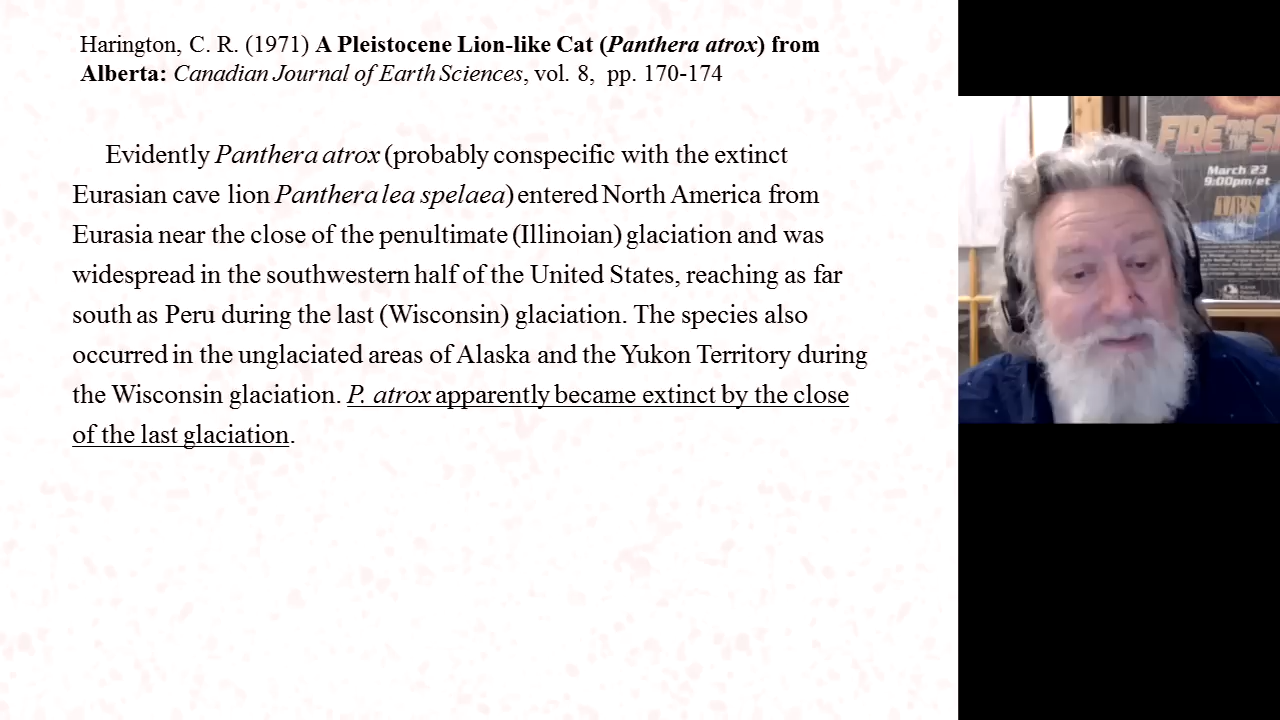 Harington, C. R. (1971) A Pleistocene Lion-like Cat (Panthera atrox) from
Alberta: Canadian Journal of Earth Sciences, vol. 8, pp. 170-174
Evidently Panthera atrox (probably conspecific with the extinct
Eurasian cave lion Panthera lea spelaea) entered North America from
Eurasia near the close of the penultimate (Illinoian) glaciation and was
widespread in the southwestern half of the United States, reaching as far
south as Peru during the last (Wisconsin) glaciation. The species also
occurred in the unglaciated areas of Alaska and the Yukon Territory during
the Wisconsin glaciation. P. atrox apparently became extinct by the close
of the last glaciation.
FIRE
THE
March 23
9:00pm/et